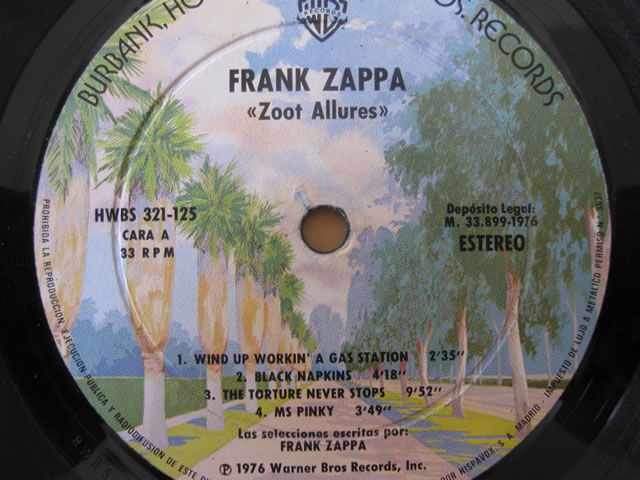 BURBANK, HO
OS. RECORDS
RECORDS
FRANK ZAPPA
«Zoot Allures»
HWBS 321-125
CARA A
33 RPM
Depósito Legal:
M. 33.899-1976
ESTEREO
1. WIND UP WORKIN' A GAS STATION 2'35''
2. BLACK NAPKINS 4'18''
3. THE TORTURE NEVER STOPS 9'52''
4. MS PINKY 3'49''
Las selecciones escritas por:
FRANK ZAPPA
℗ 1976 Warner Bros Records, Inc.
PROHIBIDA LA REPRODUCCION, EJECUCION PUBLICA Y RADIODIFUSION DE ESTE
POR HISPAVOX, S. A. MADRID - IMPUESTO DE LUJO A METALICO PERMISO N.